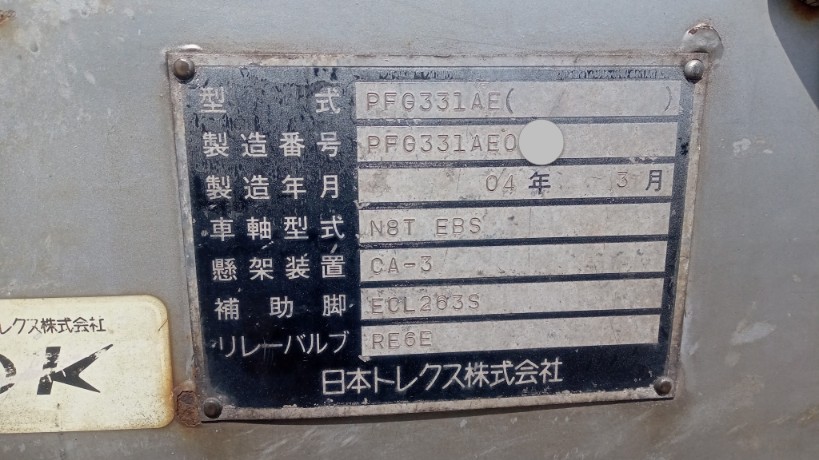 型式 PFG331AE( )
製造番号 PFG331AE0
製造年月 04年 3月
車軸型式 N8T EBS
懸架装置 CA-3
補助脚 ECL263S
リレーバルブ RE6E
日本トレクス株式会社
レクス株式会社
OK